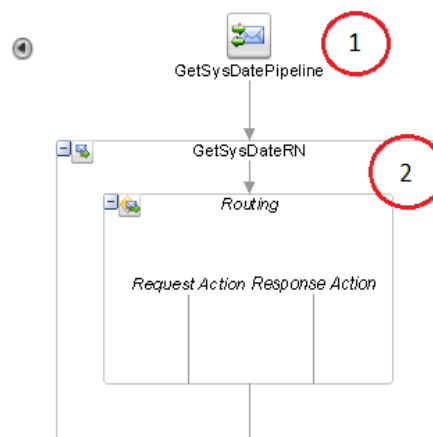 1
GetSysDatePipeline
GetSysDateRN
2
Routing
Request Action Response Action